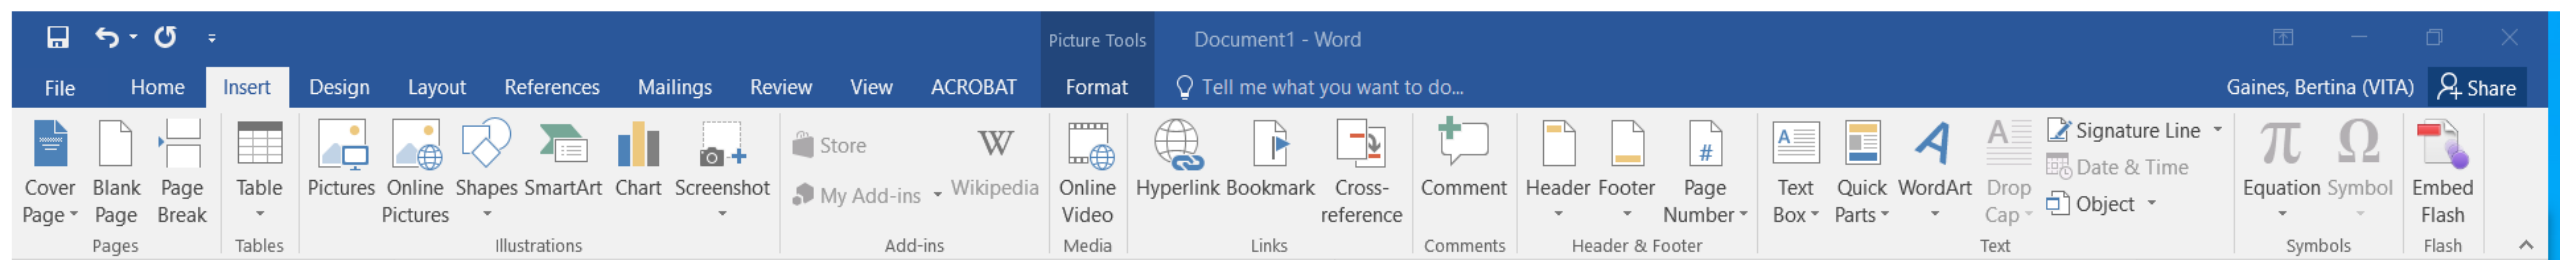 Picture Tools
Document1 - Word
File Home Insert Design Layout References Mailings Review View ACROBAT Format Tell me what you want to do... Gaines, Bertina (VITA) Share
Cover Page
Blank Page
Page Break
Pages
Table
Tables
Pictures
Online Pictures
Shapes
SmartArt
Chart
Screenshot
Illustrations
Store
My Add-ins
W
Wikipedia
Add-ins
Online Video
Media
Hyperlink
Bookmark
Cross-reference
Links
Comment
Comments
Header
Footer
#
Page Number
Header & Footer
A
Text Box
Quick Parts
A
WordArt
A
Drop Cap
Signature Line
Date & Time
Object
Text
π
Equation
Ω
Symbol
Symbols
Embed Flash
Flash